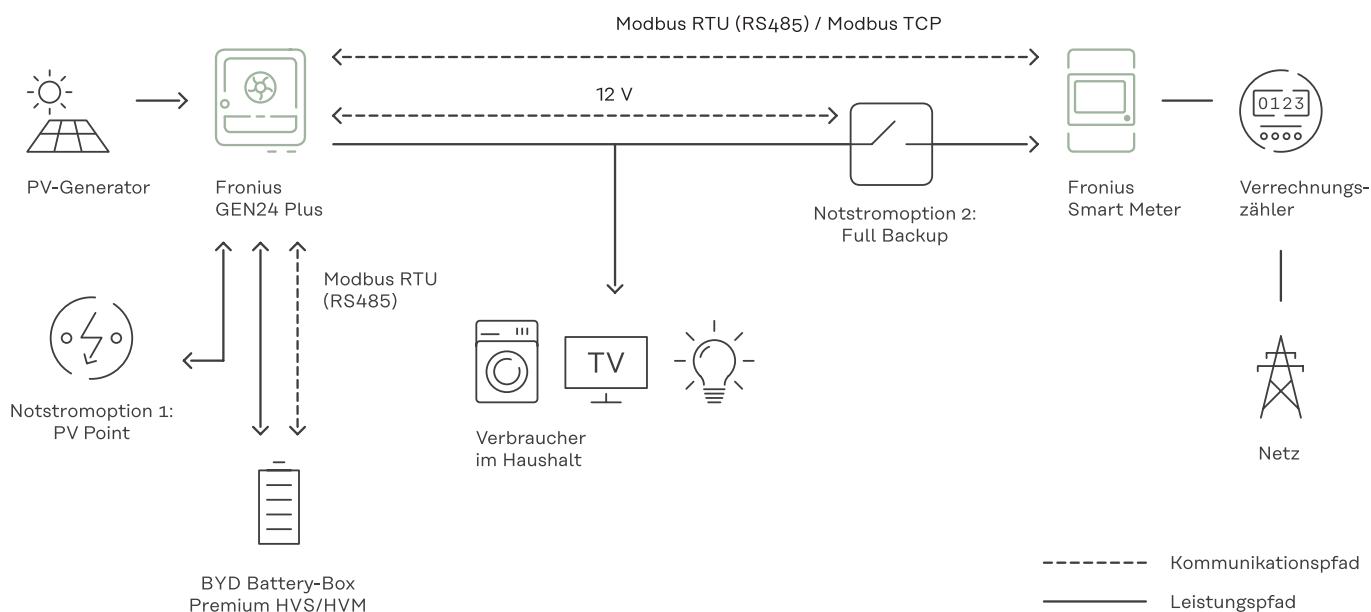 Modbus RTU (RS485) / Modbus TCP
12 V
0123
PV-Generator
Fronius
GEN24 Plus
Notstromoption 2:
Full Backup
Fronius
Smart Meter
Verrechnungs-
zähler
Modbus RTU
(RS485)
TV
Notstromoption 1:
PV Point
Verbraucher
im Haushalt
Netz
BYD Battery-Box
Premium HVS/HVM
Kommunikationspfad
Leistungspfad